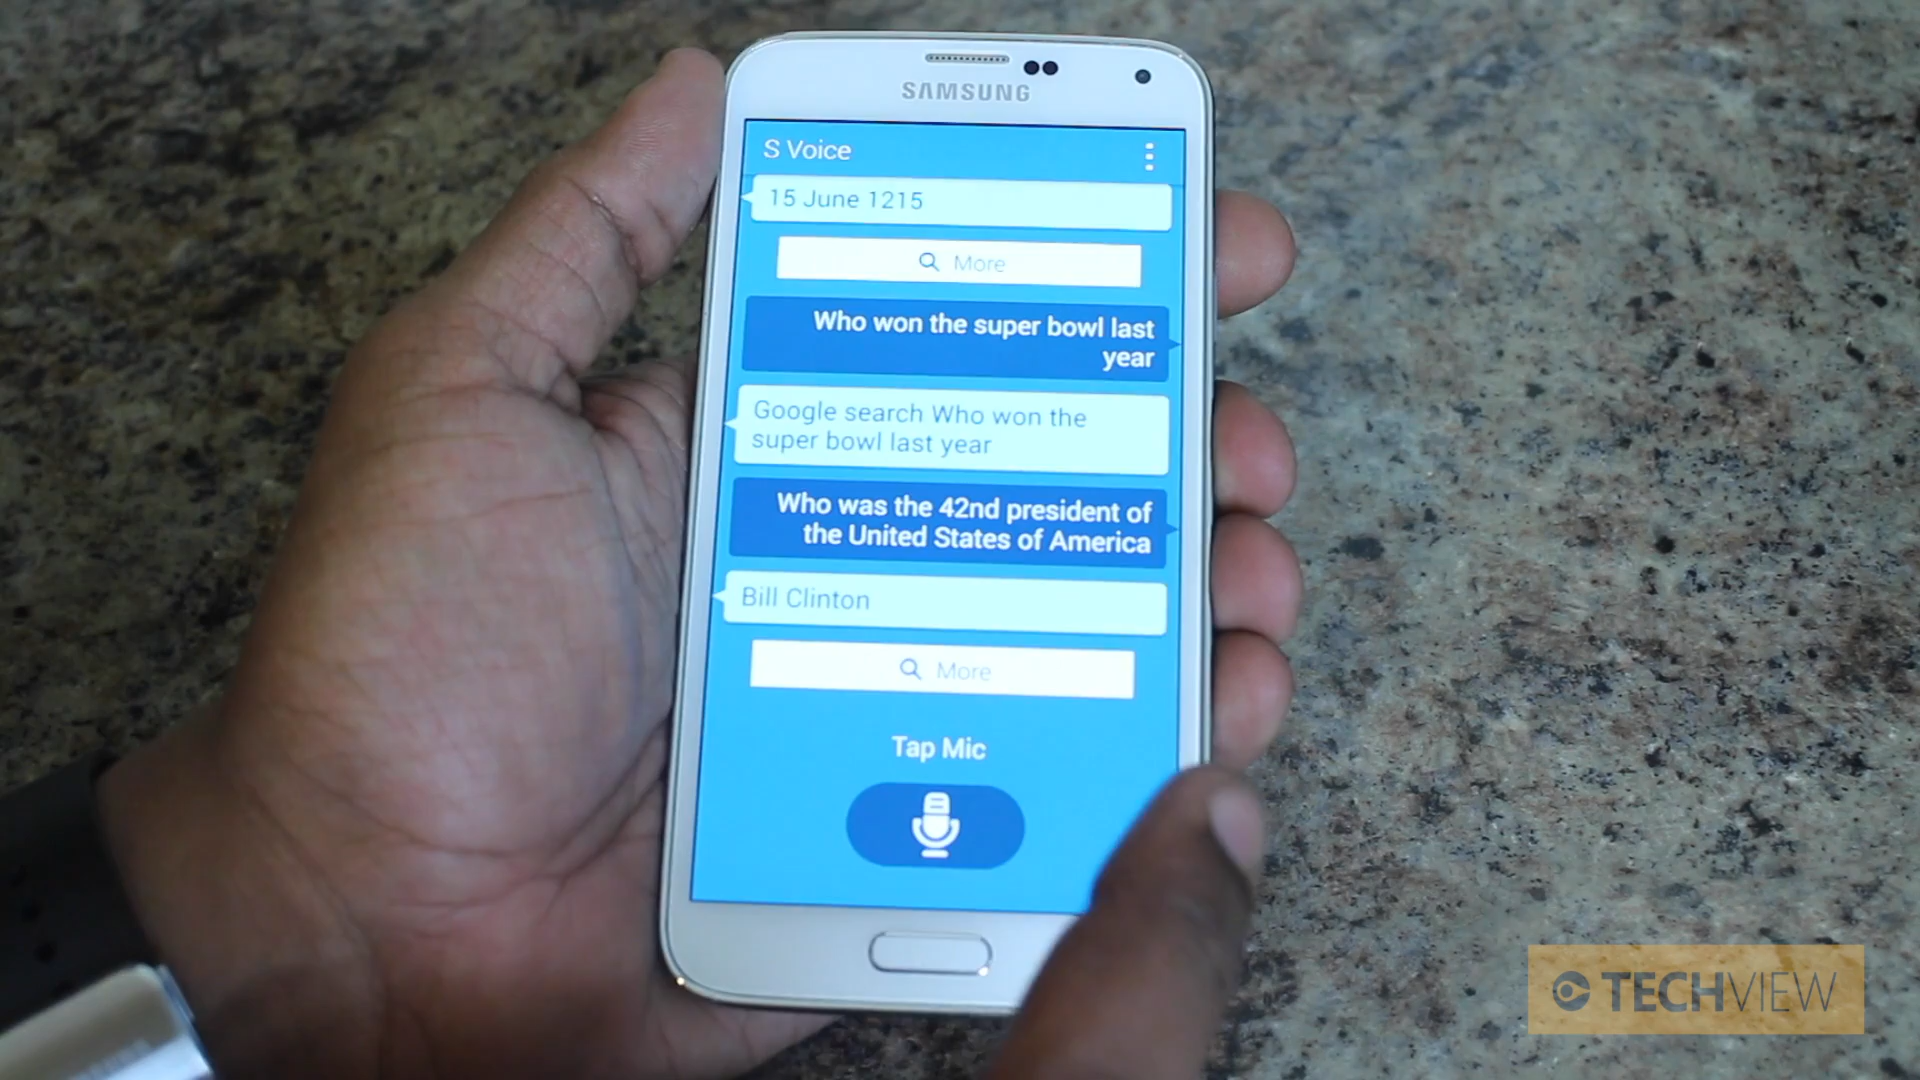 SAMSUNG
S Voice
15 June 1215
More
Who won the super bowl last
year
Google search Who won the
super bowl last year
Who was the 42nd president of
the United States of America
Bill Clinton
More
Tap Mic
TECHVIEW